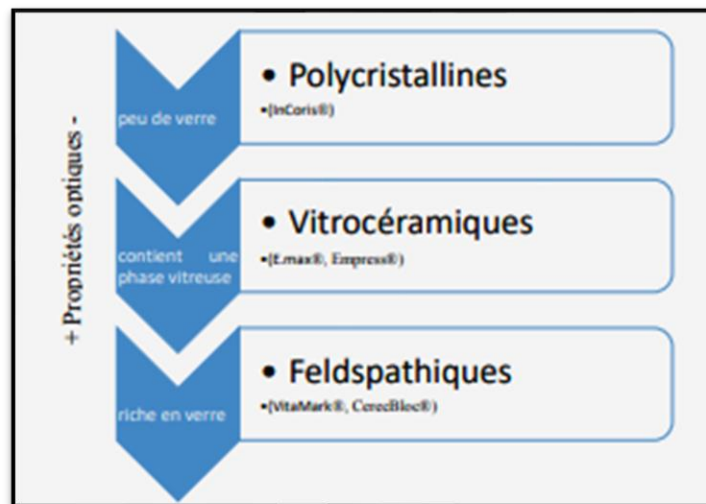 + Propriétés optiques -
peu de verre
• Polycristallines
•(InCoris®)
contient une
phase vitreuse
• Vitrocéramiques
•(E.max®, Empress®)
riche en verre
• Feldspathiques
•(VitaMark®, CerecBloc®)